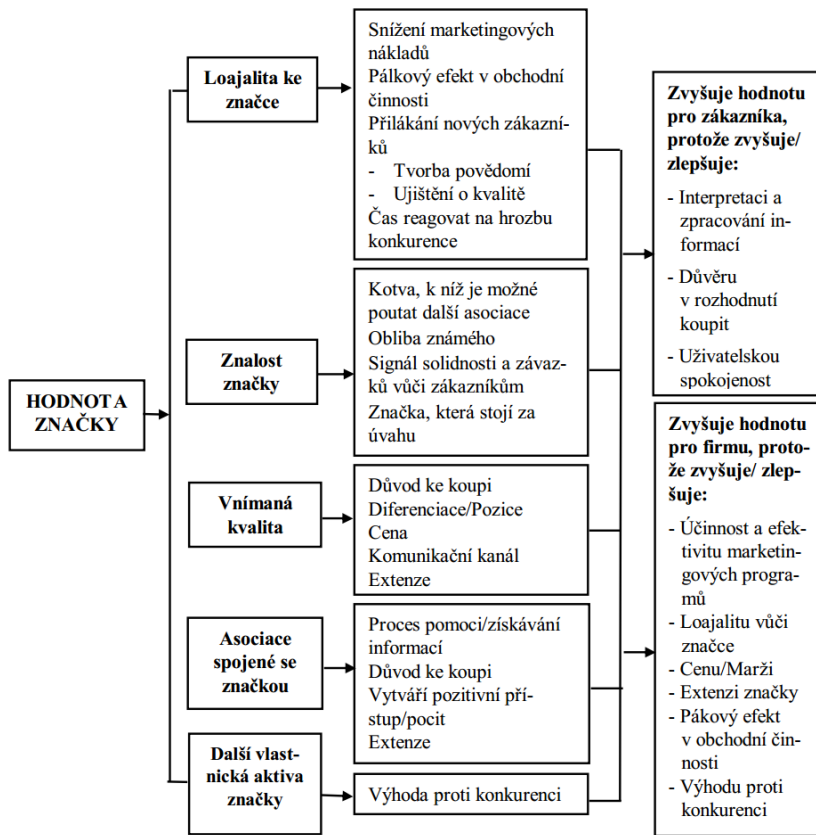 HODNOTA
ZNAČKY
Loajalita ke
značce
Snížení marketingových
nákladů
Pálkový efekt v obchodní
činnosti
Přilákání nových zákazní-
ků
- Tvorba povědomí
- Ujištění o kvalitě
Čas reagovat na hrozbu
konkurence
Znalost
značky
Kotva, k níž je možné
poutat další asociace
Obliba známého
Signál solidnosti a závaz-
ků vůči zákazníkům
Značka, která stojí za
úvahu
Vnímaná
kvalita
Důvod ke koupi
Diferenciace/Pozice
Cena
Komunikační kanál
Extenze
Asociace
spojené se
značkou
Proces pomoci/získávání
informací
Důvod ke koupi
Vytváří pozitivní pří-
stup/pocit
Extenze
Další vlast-
nická aktiva
značky
Výhoda proti konkurenci
Zvyšuje hodnotu
pro zákazníka,
protože zvyšuje/
zlepšuje:
- Interpretaci a
zpracování in-
formací
- Důvěru
v rozhodnutí
koupit
- Uživatelskou
spokojenost
Zvyšuje hodnotu
pro firmu, proto-
že zvyšuje/ zlep-
šuje:
- Účinnost a efek-
tivitu marketin-
gových progra-
mů
- Loajalitu vůči
značce
- Cenu/Marži
- Extenzi značky
- Pákový efekt
v obchodní čin-
nosti
- Výhodu proti
konkurenci